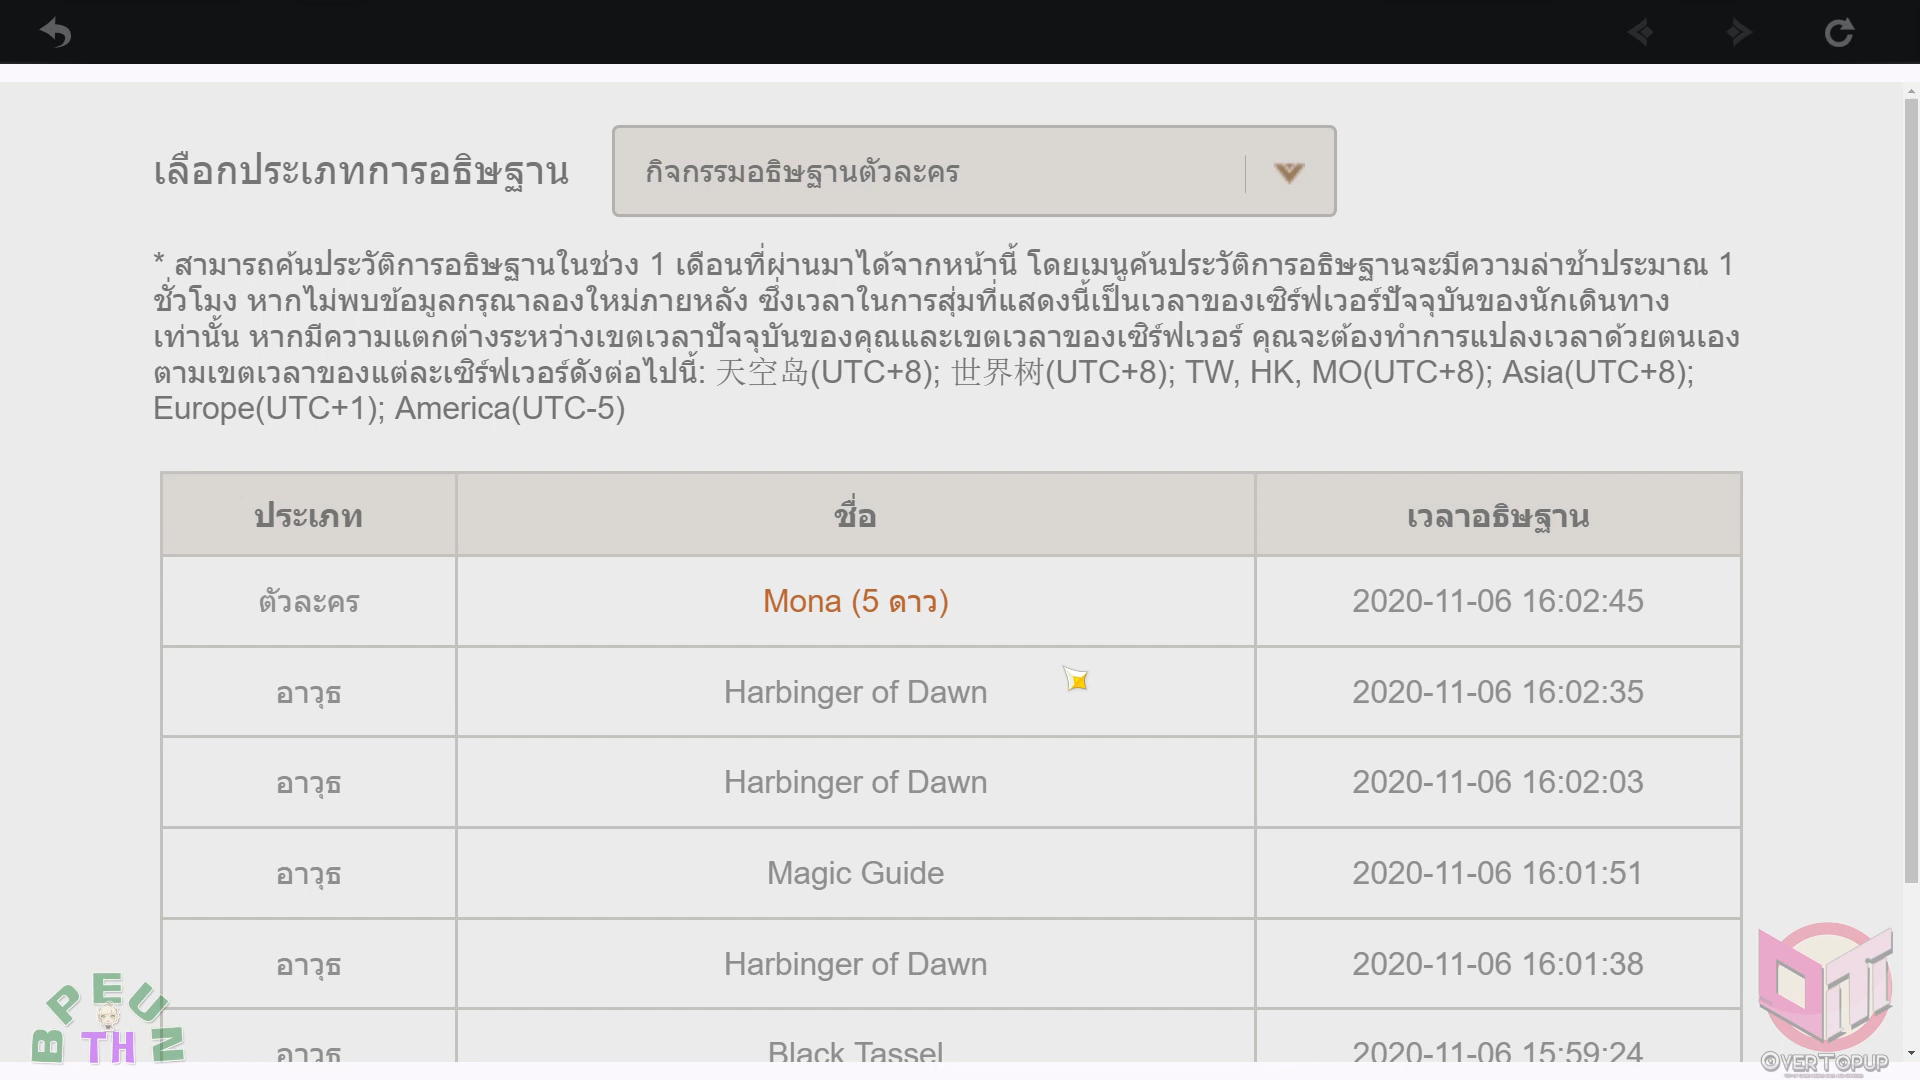 เลือกประเภทการอธิษฐาน
กิจกรรมอธิษฐานตัวละคร
* สามารถค้นประวัติการอธิษฐานในช่วง 1 เดือนที่ผ่านมาได้จากหน้านี้ โดยเมนูค้นประวัติการอธิษฐานจะมีความล่าช้าประมาณ 1
ชั่วโมง หากไม่พบข้อมูลกรุณาลองใหม่ภายหลัง ซึ่งเวลาในการสุ่มที่แสดงนี้เป็นเวลาของเซิร์ฟเวอร์ปัจจุบันของนักเดินทาง
เท่านั้น หากมีความแตกต่างระหว่างเขตเวลาปัจจุบันของคุณและเขตเวลาของเซิร์ฟเวอร์ คุณจะต้องทำการแปลงเวลาด้วยตนเอง
ตามเขตเวลาของแต่ละเซิร์ฟเวอร์ดังต่อไปนี้: 天空岛(UTC+8); 世界树(UTC+8); TW, HK, MO(UTC+8); Asia(UTC+8);
Europe(UTC+1); America(UTC-5)
ประเภท ชื่อ เวลาอธิษฐาน
ตัวละคร Mona (5 ดาว) 2020-11-06 16:02:45
อาวุธ Harbinger of Dawn 2020-11-06 16:02:35
อาวุธ Harbinger of Dawn 2020-11-06 16:02:03
อาวุธ Magic Guide 2020-11-06 16:01:51
อาวุธ Harbinger of Dawn 2020-11-06 16:01:38
อาวุธ Black Tassel 2020-11-06 15:59:24
BPEUN
TH
OVERTOPUP